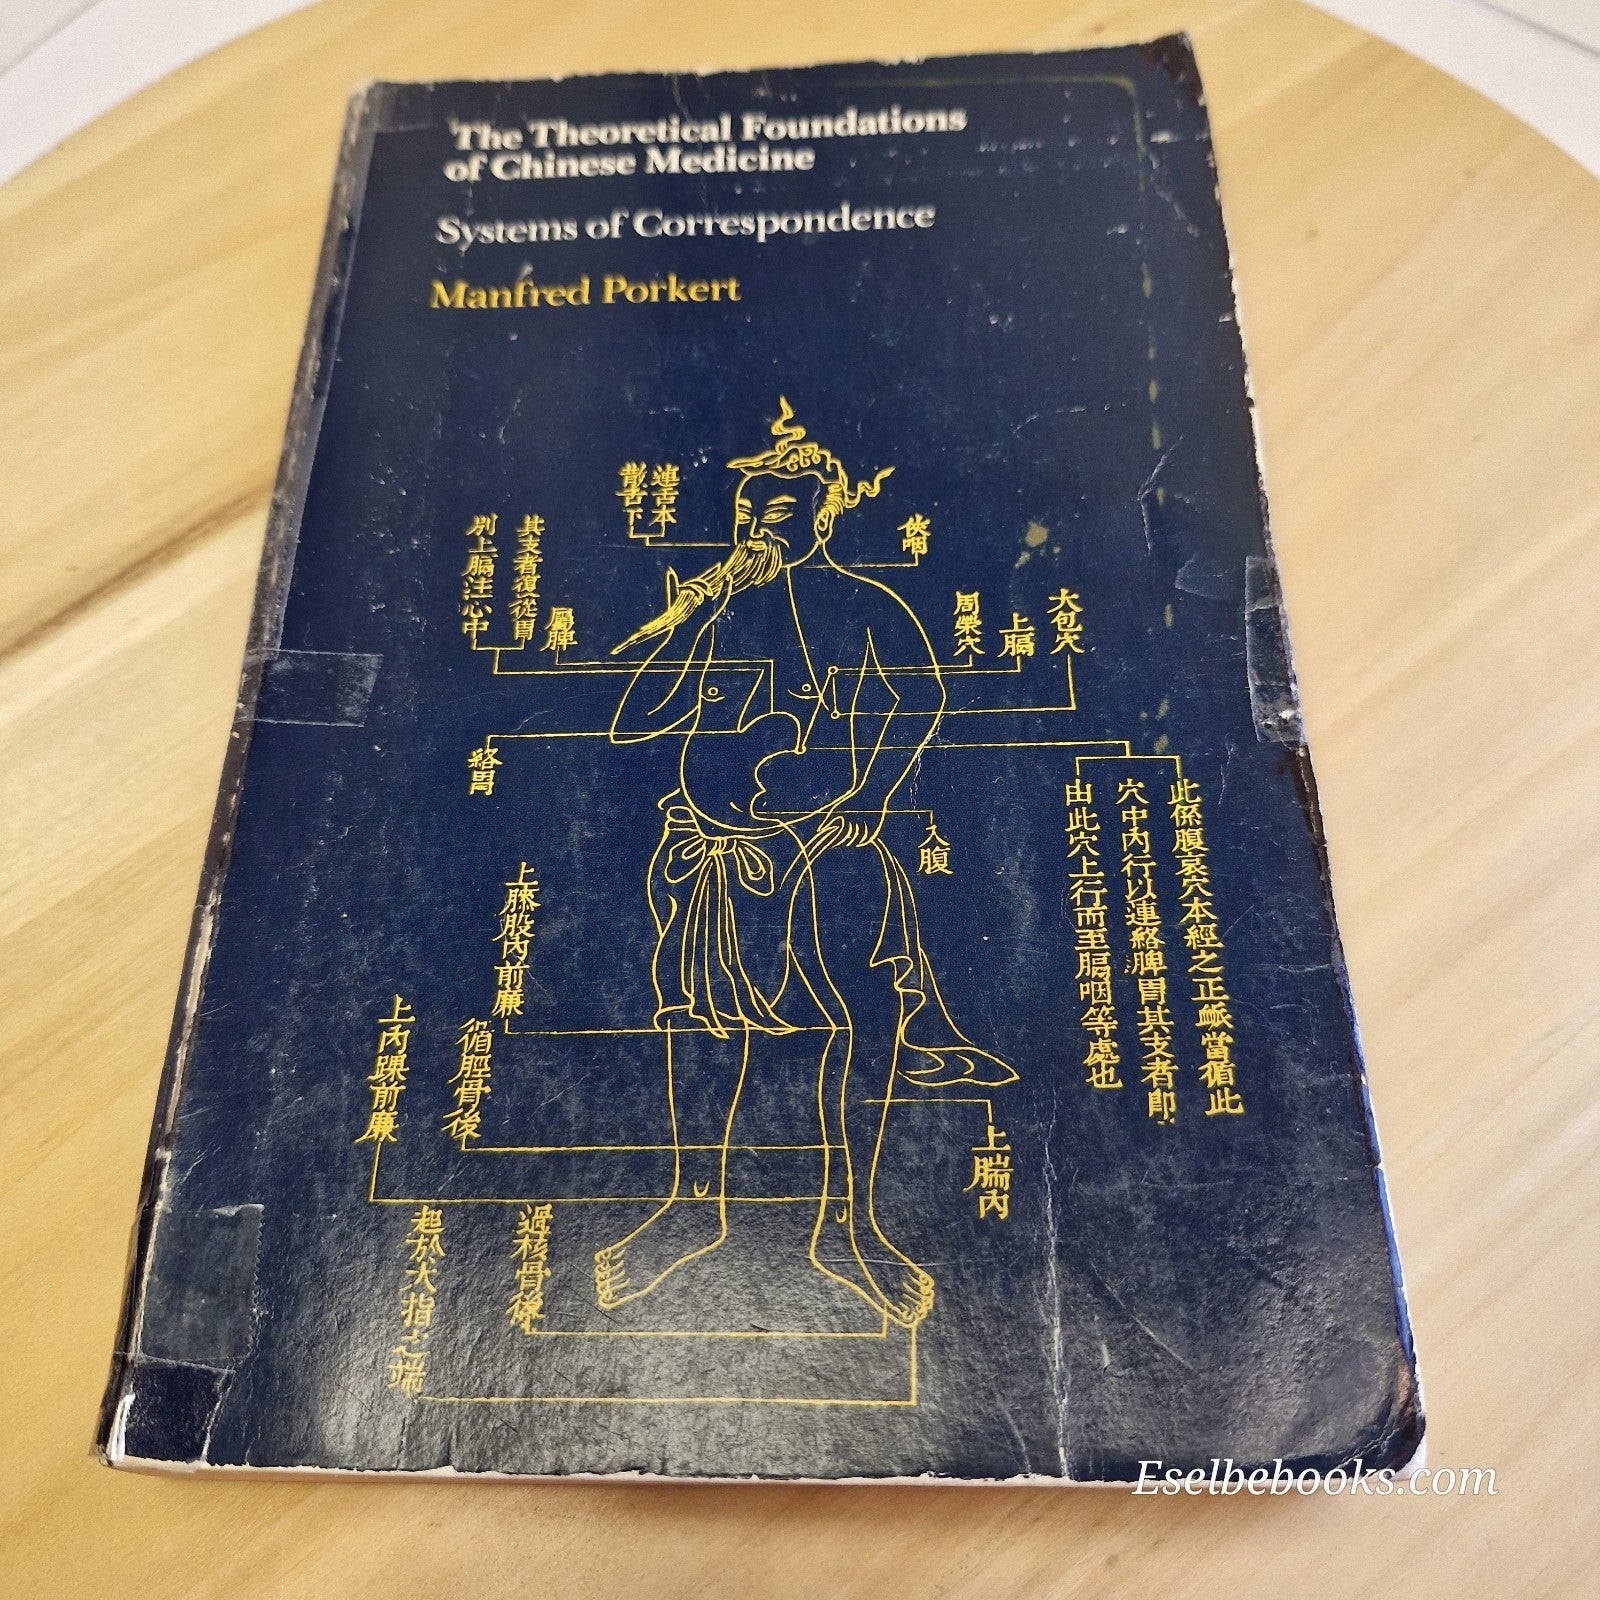 The Theoretical Foundations
of Chinese Medicine
Systems of Correspondence
Manfred Porkert
連舌本
散舌下
俠咽
其支者復從胃
別上膈注心中
屬脾
大包穴
上膈
周榮穴
絡胃
此係腹哀穴本經之正脈當循此
穴中內行以連絡脾胃其支者即
由此穴上行而至膈咽等處也
入腹
上膝股內前廉
循脛骨後
上內踝前廉
上腨內
過核骨後
起於大指之端
Eselbebooks.com